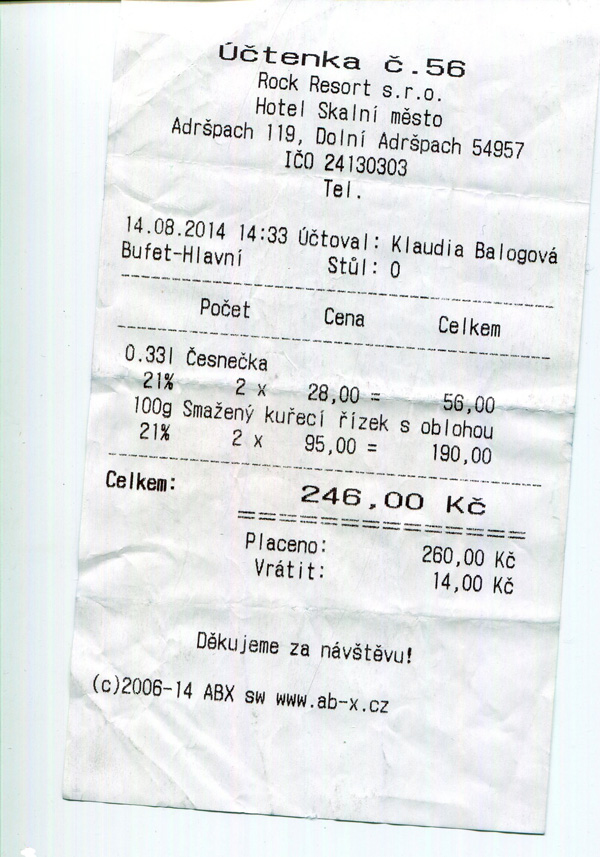 Účtenka č.56
Rock Resort s.r.o.
Hotel Skalní město
Adršpach 119, Dolní Adršpach 54957
IČO 24130303
Tel.
14.08.2014 14:33 Účtoval: Klaudia Balogová
Bufet-Hlavní Stůl: 0
Počet Cena Celkem
0.33l Česnečka
21% 2 x 28,00 = 56,00
100g Smažený kuřecí řízek s oblohou
21% 2 x 95,00 = 190,00
Celkem: 246,00 Kč
Placeno: 260,00 Kč
Vrátit: 14,00 Kč
Děkujeme za návštěvu!
(c)2006-14 ABX sw www.ab-x.cz